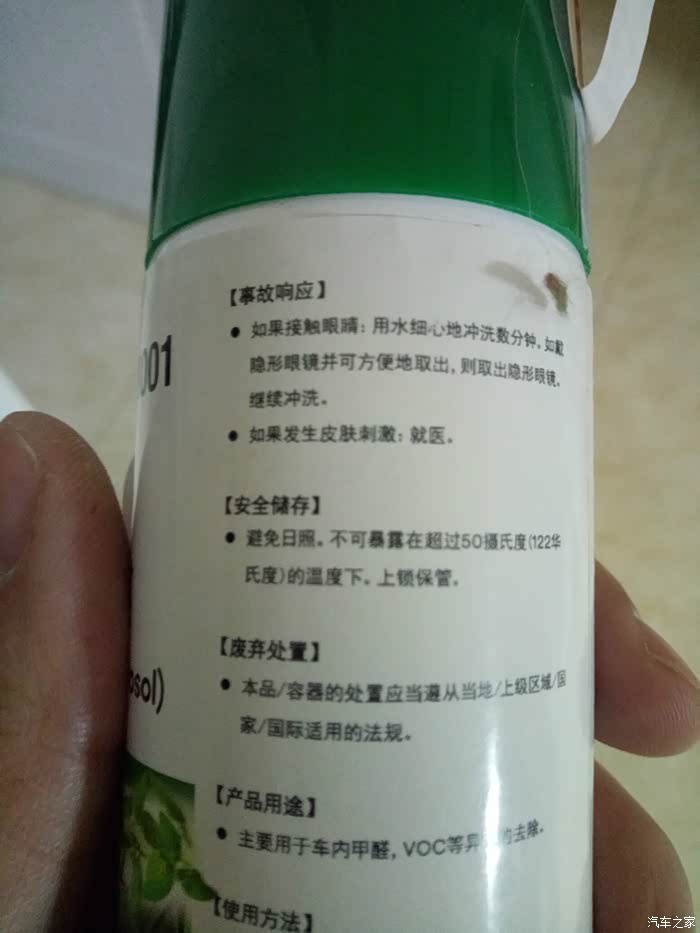 【事故响应】
● 如果接触眼睛：用水细心地冲洗数分钟。如戴
隐形眼镜并可方便地取出，则取出隐形眼镜。
继续冲洗。
● 如果发生皮肤刺激：就医。
001
【安全储存】
● 避免日照。不可暴露在超过50摄氏度(122华
氏度)的温度下。上锁保管。
【废弃处置】
● 本品/容器的处置应当遵从当地/上级区域/国
家/国际适用的法规。
osol)
【产品用途】
● 主要用于车内甲醛，VOC等异的去除。
【使用方法】
汽车之家